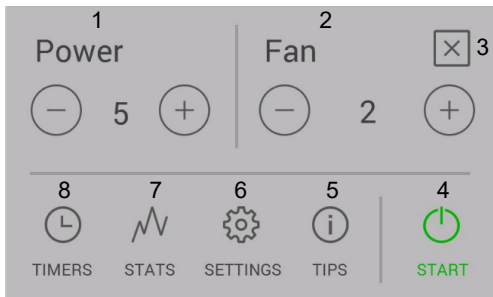 1 2
Power Fan 3
5 2
8 7 6 5 4
TIMERS STATS SETTINGS TIPS START